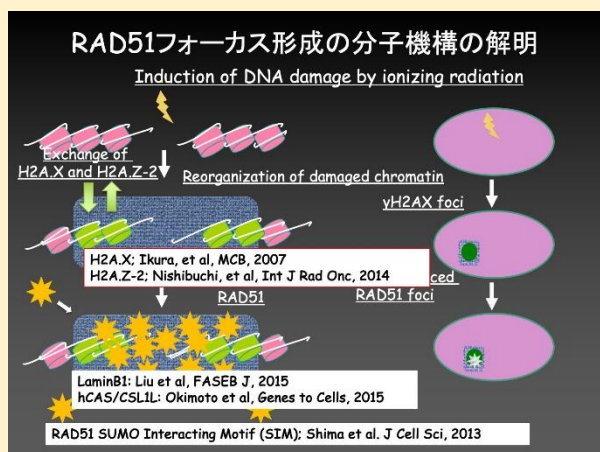 RAD51フォーカス形成の分子機構の解明
Induction of DNA damage by ionizing radiation
Exchange of
H2A.X and H2A.Z-2
Reorganization of damaged chromatin
γH2AX foci
H2A.X; Ikura, et al, MCB, 2007
H2A.Z-2; Nishibuchi, et al, Int J Rad Onc, 2014
RAD51
RAD51 foci
LaminB1: Liu et al, FASEB J, 2015
hCAS/CSL1L: Okimoto et al, Genes to Cells, 2015
RAD51 SUMO Interacting Motif (SIM); Shima et al. J Cell Sci, 2013